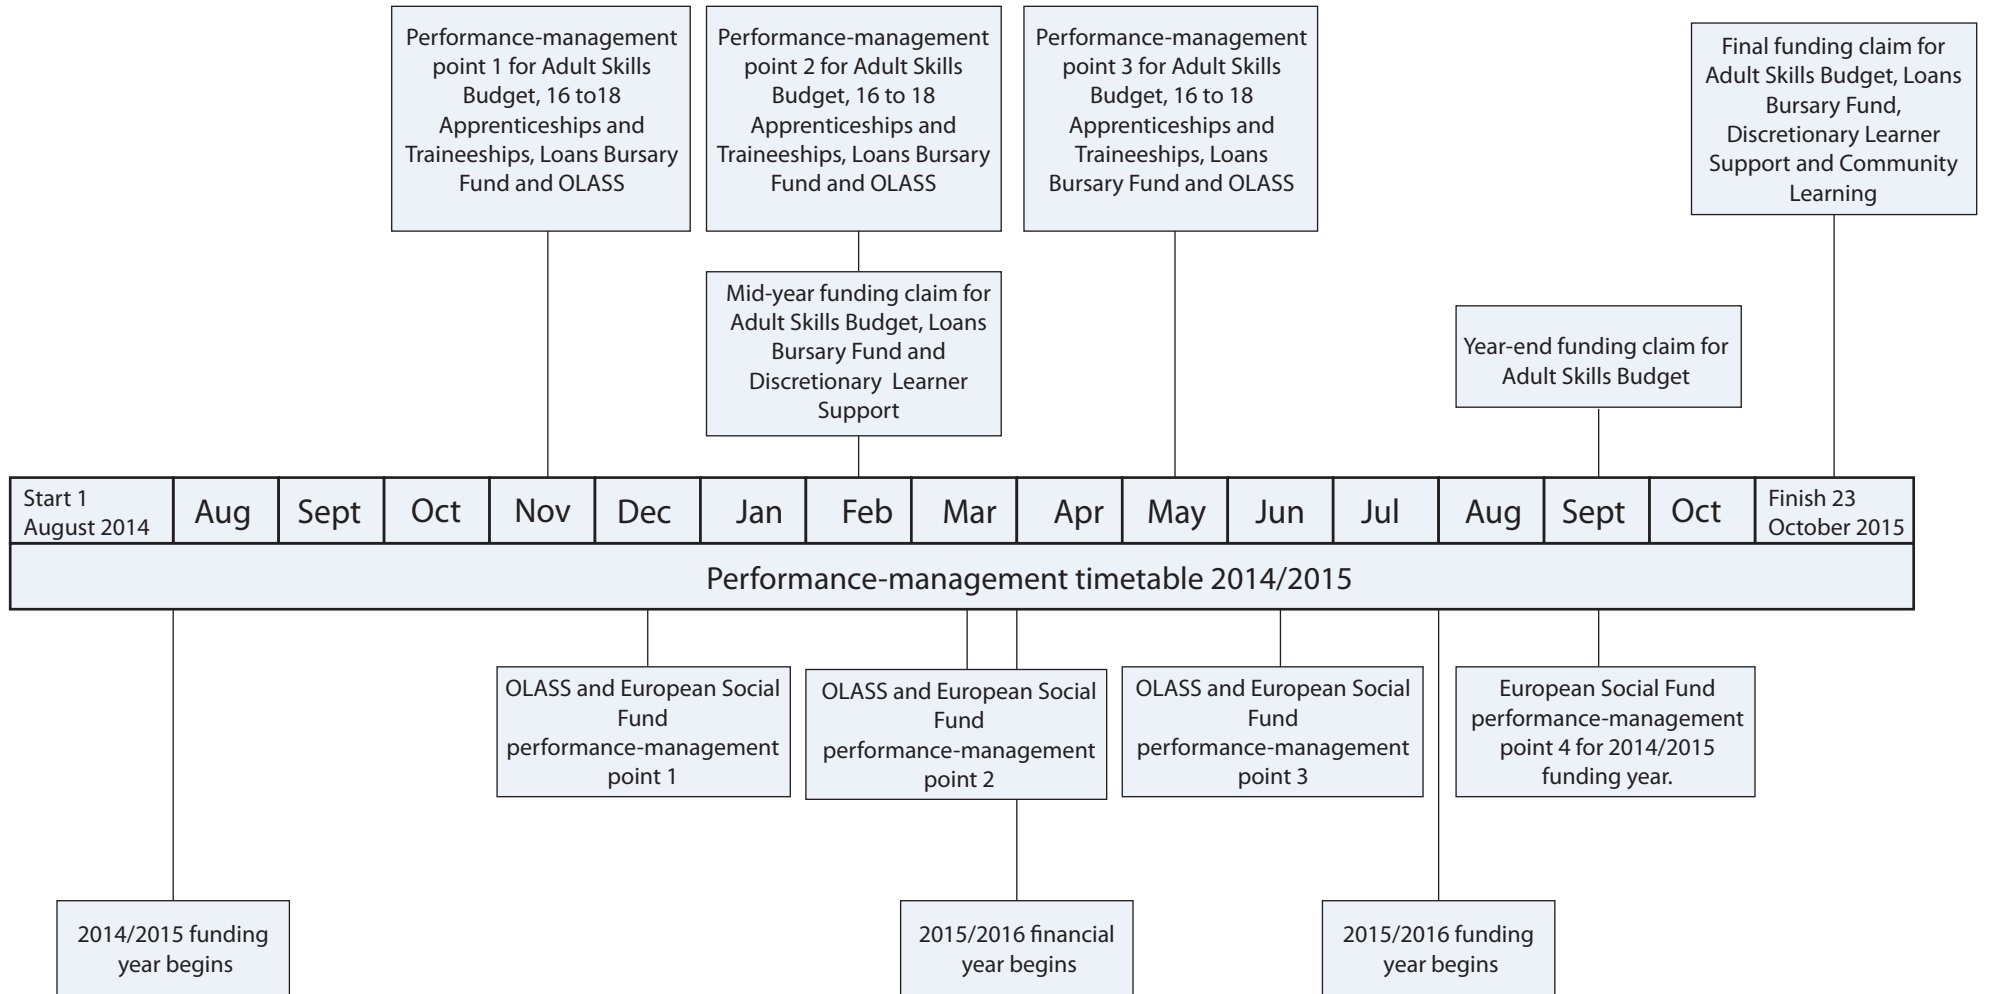 Performance-management
point 1 for Adult Skills
Budget, 16 to18
Apprenticeships and
Traineeships, Loans Bursary
Fund and OLASS
Performance-management
point 2 for Adult Skills
Budget, 16 to 18
Apprenticeships and
Traineeships, Loans Bursary
Fund and OLASS
Performance-management
point 3 for Adult Skills
Budget, 16 to 18
Apprenticeships and
Traineeships, Loans
Bursary Fund and OLASS
Final funding claim for
Adult Skills Budget, Loans
Bursary Fund,
Discretionary Learner
Support and Community
Learning
Mid-year funding claim for
Adult Skills Budget, Loans
Bursary Fund and
Discretionary Learner
Support
Year-end funding claim for
Adult Skills Budget
Start 1
August 2014
Aug
Sept
Oct
Nov
Dec
Jan
Feb
Mar
Apr
May
Jun
Jul
Aug
Sept
Oct
Finish 23
October 2015
Performance-management timetable 2014/2015
OLASS and European Social
Fund
performance-management
point 1
OLASS and European Social
Fund
performance-management
point 2
OLASS and European Social
Fund
performance-management
point 3
European Social Fund
performance-management
point 4 for 2014/2015
funding year.
2014/2015 funding
year begins
2015/2016 financial
year begins
2015/2016 funding
year begins